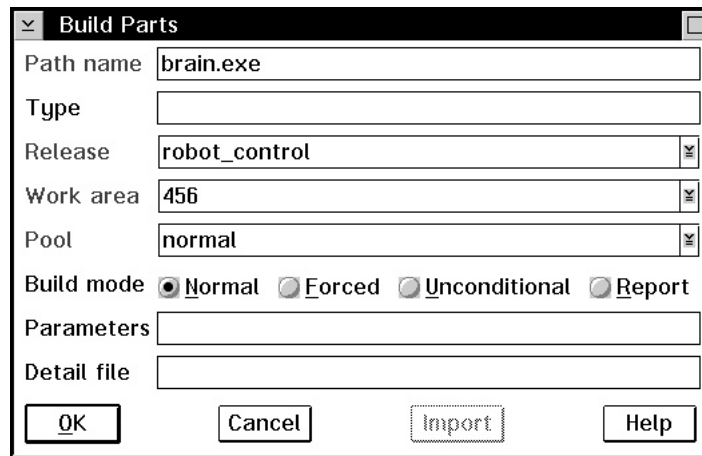 Build Parts
Path name brain.exe
Type
Release robot_control
Work area 456
Pool normal
Build mode Normal Forced Unconditional Report
Parameters
Detail file
OK Cancel Import Help